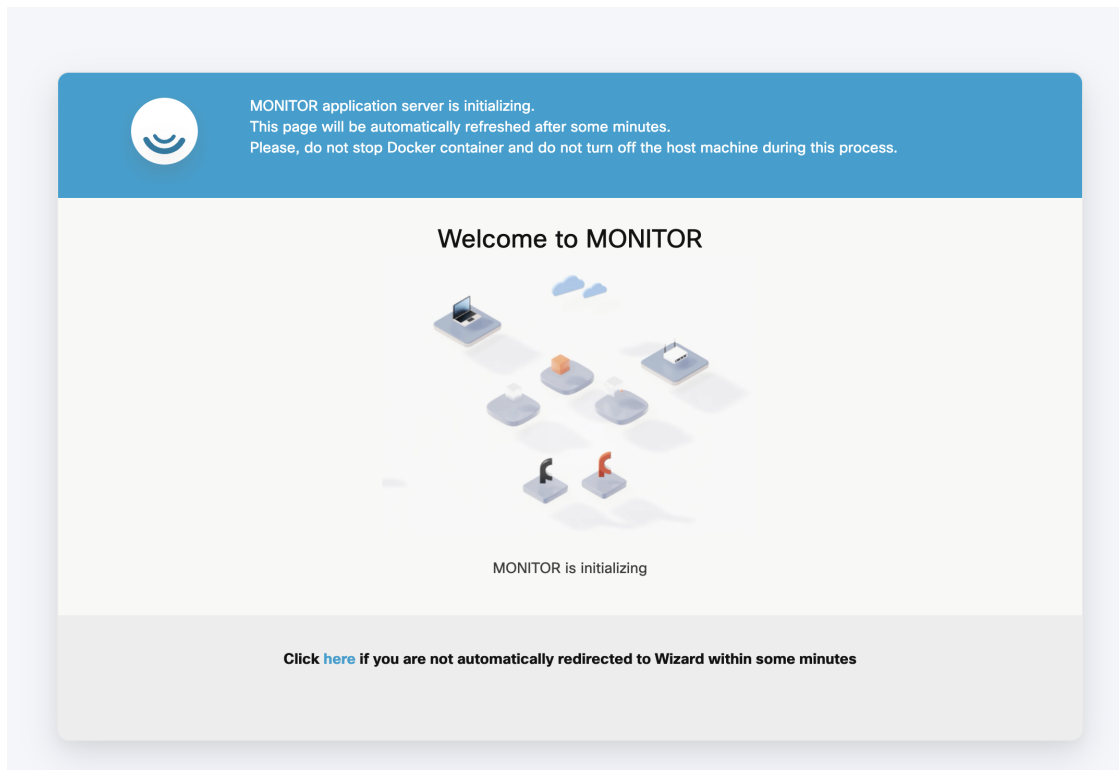 MONITOR application server is initializing.
This page will be automatically refreshed after some minutes.
Please, do not stop Docker container and do not turn off the host machine during this process.
Welcome to MONITOR
MONITOR is initializing
Click here if you are not automatically redirected to Wizard within some minutes